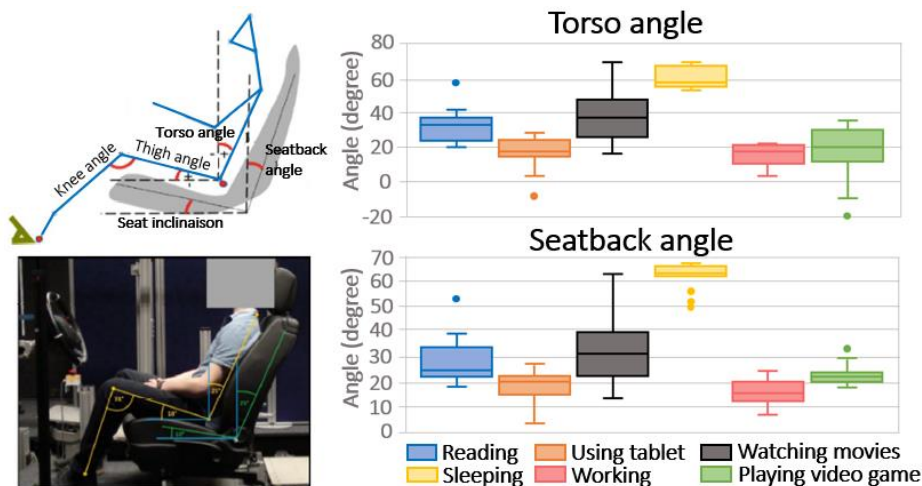 Torso angle
Seatback
angle
Thigh angle
Knee angle
Seat inclinaison
Torso angle
Angle (degree)
80
60
40
20
0
-20
Seatback angle
Angle (degree)
70
60
50
40
30
20
10
0
Reading
Using tablet
Watching movies
Sleeping
Working
Playing video game